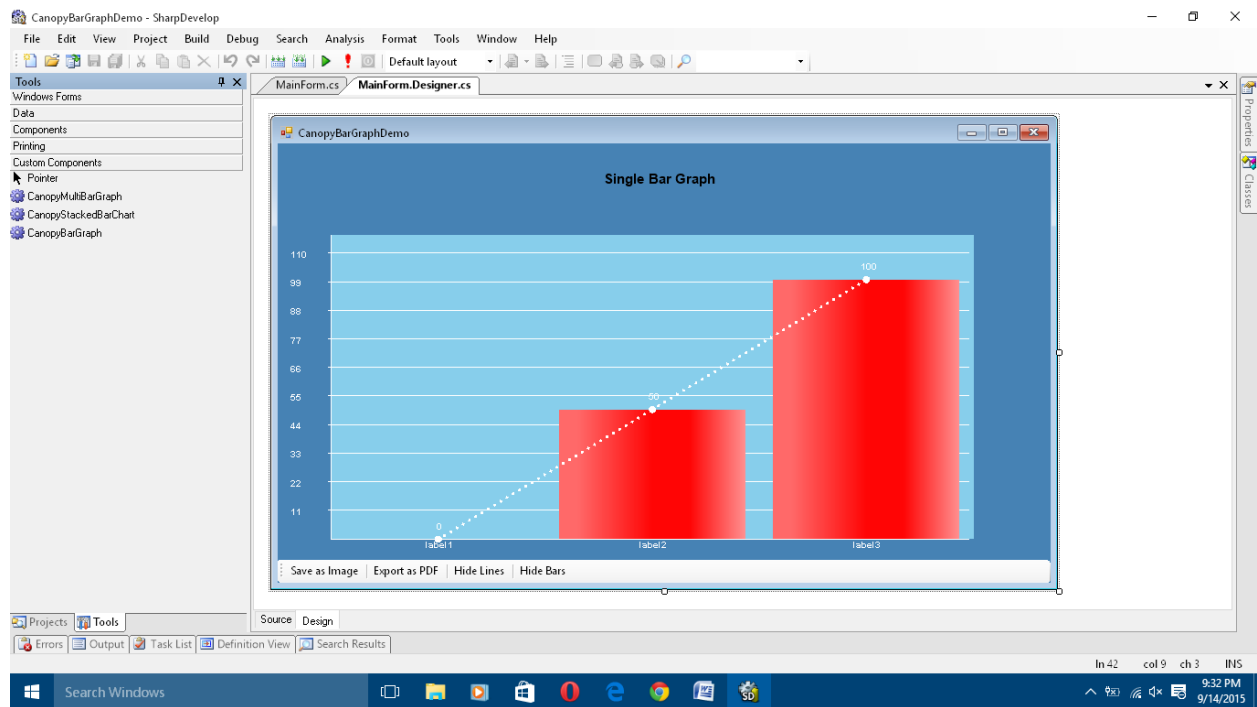 CanopyBarGraphDemo - SharpDevelop
File Edit View Project Build Debug Search Analysis Format Tools Window Help
Default layout
Tools
MainForm.cs MainForm.Designer.cs
Windows Forms
Data
Components
Printing
Custom Components
Pointer
CanopyMultiBarGraph
CanopyStackedBarChart
CanopyBarGraph
CanopyBarGraphDemo
Single Bar Graph
110
99
88
77
66
55
44
33
22
11
100
50
0
label1 label2 label3
Save as Image Export as PDF Hide Lines Hide Bars
Properties
Classes
Projects Tools
Source Design
Errors Output Task List Definition View Search Results
ln 42 col 9 ch 3 INS
Search Windows
9:32 PM
9/14/2015